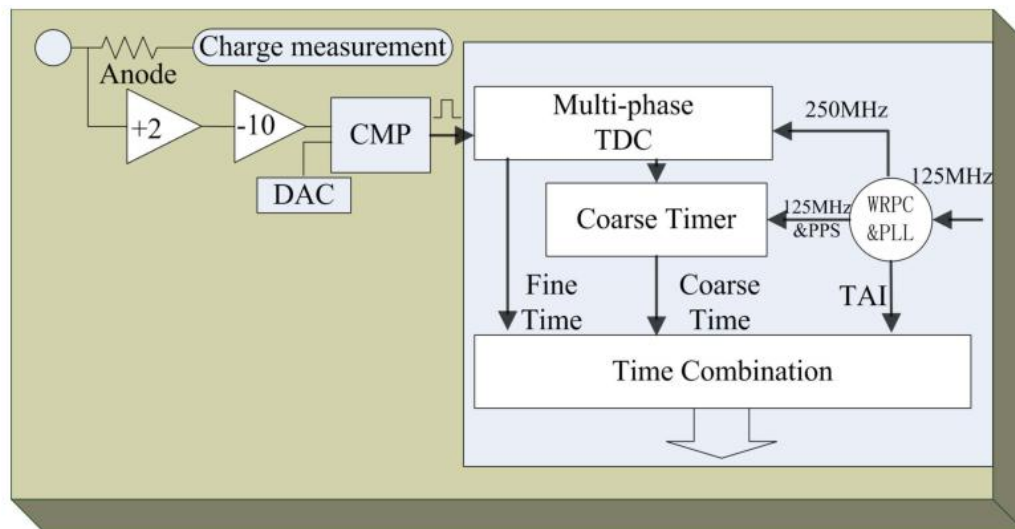 Charge measurement
Anode
+2
-10
CMP
DAC
Multi-phase
TDC
250MHz
125MHz
Coarse Timer
125MHz
&PPS
WRPC
&PLL
Fine
Time
Coarse
Time
TAI
Time Combination